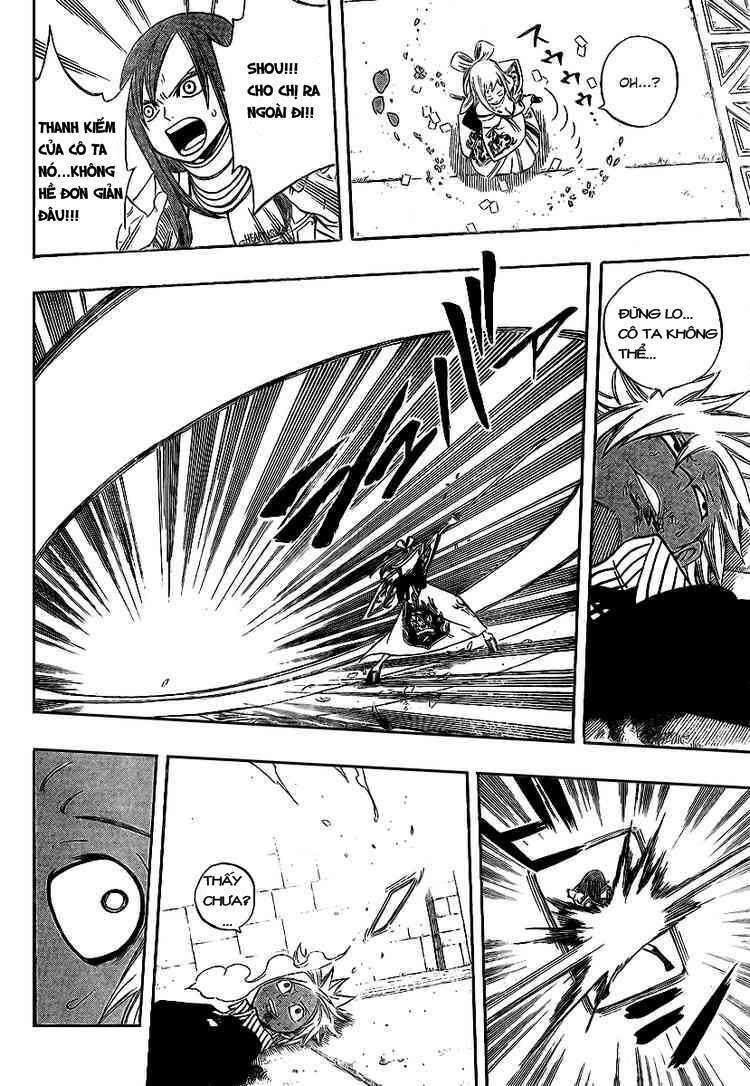 OH...?
SHOU!!!
CHO CHỊ RA
NGOÀI ĐI!!
THANH KIẾM
CỦA CÔ TA
NÓ...KHÔNG
HỀ ĐƠN GIẢN
ĐÂU!!!
ĐỪNG LO...
CÔ TA KHÔNG
THỂ...
THẤY
CHƯA?
...